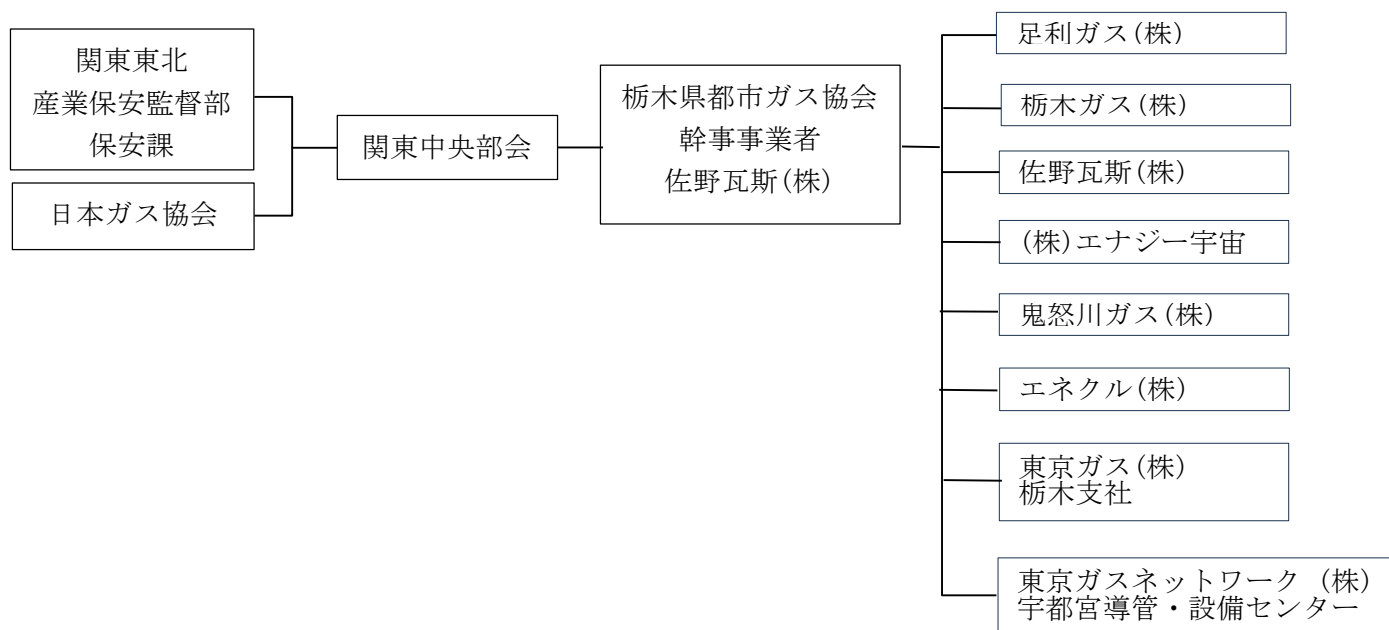 関東東北
産業保安監督部
保安課
日本ガス協会
関東中央部会
栃木県都市ガス協会
幹事事業者
佐野瓦斯(株)
足利ガス(株)
栃木ガス(株)
佐野瓦斯(株)
(株)エナジー宇宙
鬼怒川ガス(株)
エネクル(株)
東京ガス(株)
栃木支社
東京ガスネットワーク (株)
宇都宮導管・設備センター